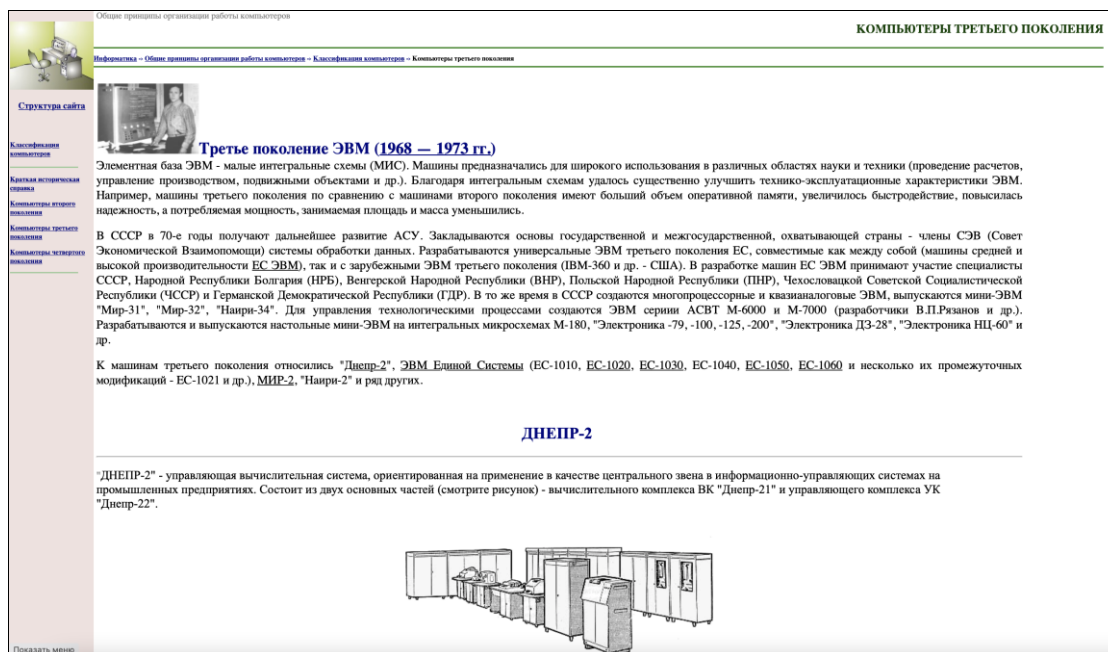 Общие принципы организации работы компьютеров
КОМПЬЮТЕРЫ ТРЕТЬЕГО ПОКОЛЕНИЯ
Информатика -- Общие принципы организации работы компьютеров -- Классификация компьютеров -- Компьютеры третьего поколения
Структура сайта
Классификация
компьютеров
Краткая историческая
справка
Компьютеры второго
поколения
Компьютеры третьего
поколения
Компьютеры четвертого
поколения
Третье поколение ЭВМ (1968 — 1973 гг.)
Элементная база ЭВМ - малые интегральные схемы (МИС). Машины предназначались для широкого использования в различных областях науки и техники (проведение расчетов,
управление производством, подвижными объектами и др.). Благодаря интегральным схемам удалось существенно улучшить технико-эксплуатационные характеристики ЭВМ.
Например, машины третьего поколения по сравнению с машинами второго поколения имеют больший объем оперативной памяти, увеличилось быстродействие, повысилась
надежность, а потребляемая мощность, занимаемая площадь и масса уменьшились.
В СССР в 70-е годы получают дальнейшее развитие АСУ. Закладываются основы государственной и межгосударственной, охватывающей страны - члены СЭВ (Совет
Экономической Взаимопомощи) системы обработки данных. Разрабатываются универсальные ЭВМ третьего поколения ЕС, совместимые как между собой (машины средней и
высокой производительности ЕС ЭВМ), так и с зарубежными ЭВМ третьего поколения (IBM-360 и др. - США). В разработке машин ЕС ЭВМ принимают участие специалисты
СССР, Народной Республики Болгария (НРБ), Венгерской Народной Республики (ВНР), Польской Народной Республики (ПНР), Чехословацкой Советской Социалистической
Республики (ЧССР) и Германской Демократической Республики (ГДР). В то же время в СССР создаются многопроцессорные и квазианалоговые ЭВМ, выпускаются мини-ЭВМ
"Мир-31", "Мир-32", "Наири-34". Для управления технологическими процессами создаются ЭВМ сериии АСВТ М-6000 и М-7000 (разработчики В.П.Рязанов и др.).
Разрабатываются и выпускаются настольные мини-ЭВМ на интегральных микросхемах М-180, "Электроника -79, -100, -125, -200", "Электроника ДЗ-28", "Электроника НЦ-60" и
др.
К машинам третьего поколения относились "Днепр-2", ЭВМ Единой Системы (ЕС-1010, ЕС-1020, ЕС-1030, ЕС-1040, ЕС-1050, ЕС-1060 и несколько их промежуточных
модификаций - ЕС-1021 и др.), МИР-2, "Наири-2" и ряд других.
ДНЕПР-2
"ДНЕПР-2" - управляющая вычислительная система, ориентированная на применение в качестве центрального звена в информационно-управляющих системах на
промышленных предприятиях. Состоит из двух основных частей (смотрите рисунок) - вычислительного комплекса ВК "Днепр-21" и управляющего комплекса УК
"Днепр-22".
Показать меню